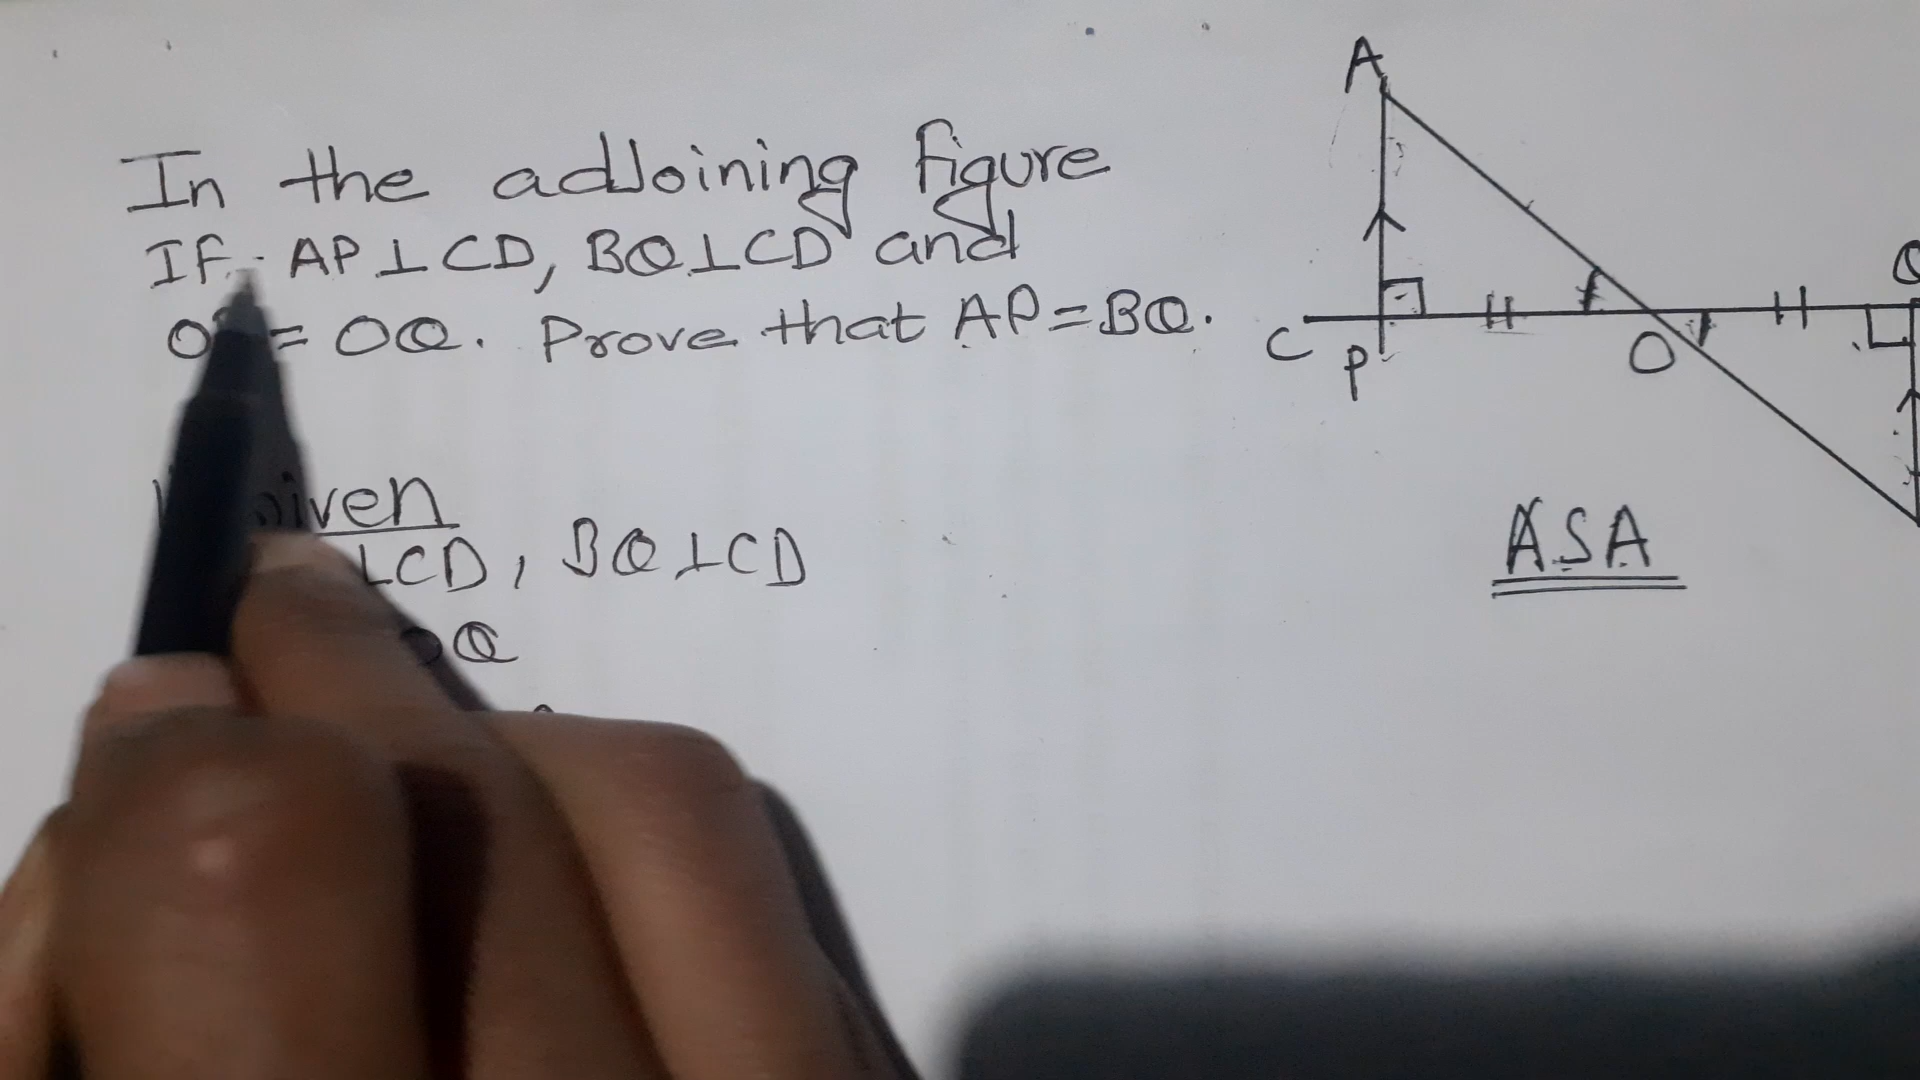 In the adJoining figure
IF AP⊥CD, BQ⊥CD and
= OQ. Prove that AP=BQ.
⊥CD, BQ⊥CD
A
C
P
O
ASA